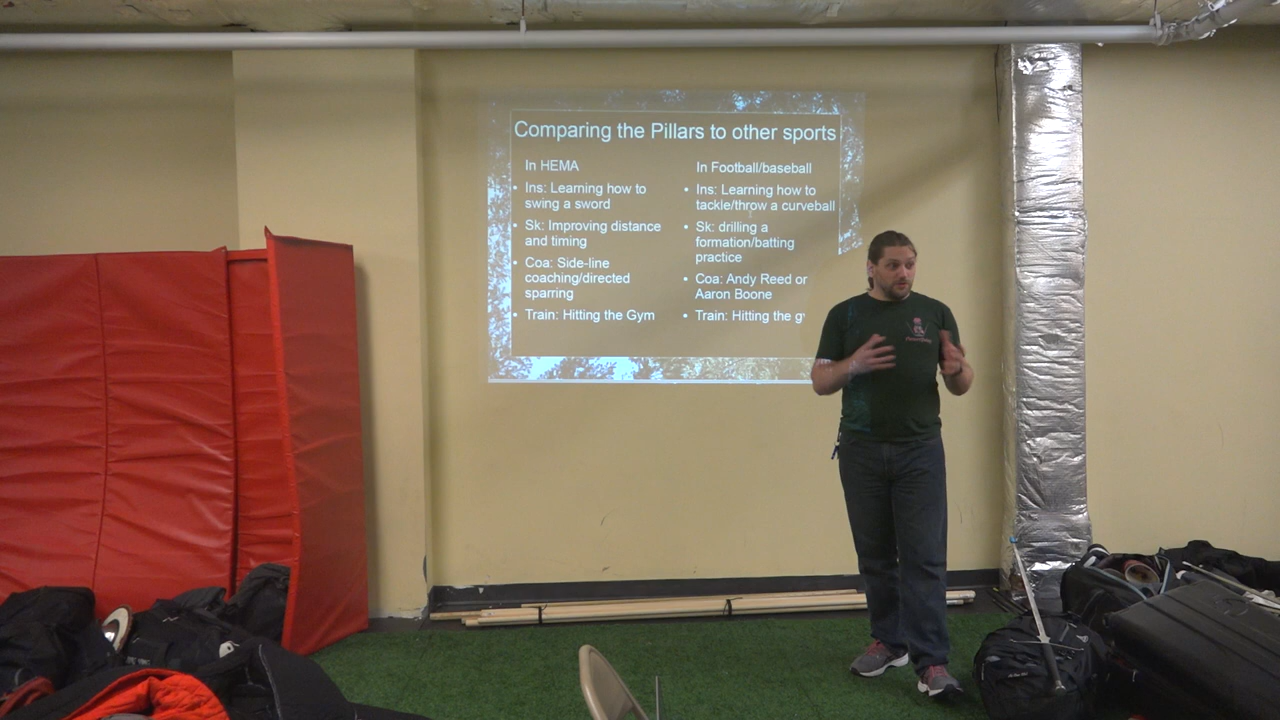 Comparing the Pillars to other sports
In HEMA
• Ins: Learning how to
swing a sword
• Sk: Improving distance
and timing
• Coa: Side-line
coaching/directed
sparring
• Train: Hitting the Gym
In Football/baseball
• Ins: Learning how to
tackle/throw a curveball
• Sk: drilling a
formation/batting
practice
• Coa: Andy Reed or
Aaron Boone
• Train: Hitting the